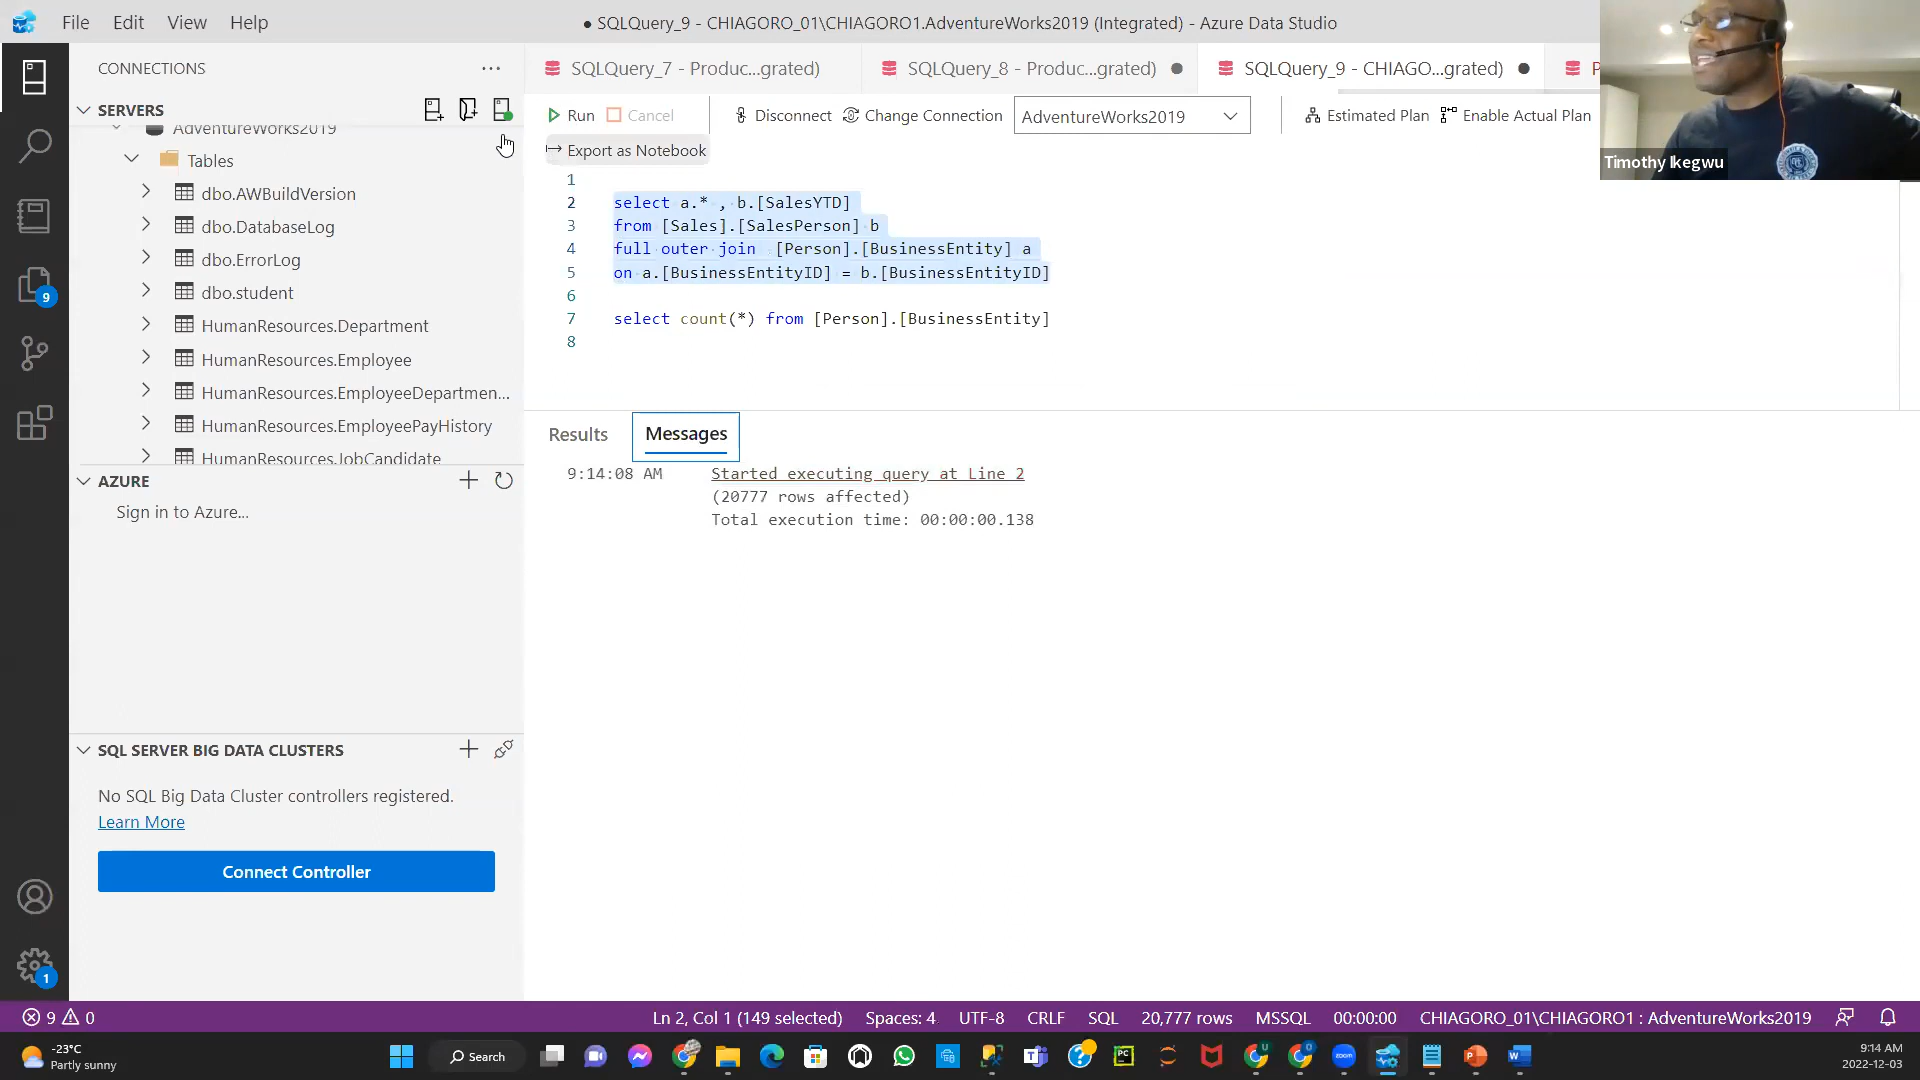 File Edit View Help
● SQLQuery_9 - CHIAGORO_01\CHIAGORO1.AdventureWorks2019 (Integrated) - Azure Data Studio
CONNECTIONS
SERVERS
AdventureWorks2019
Tables
dbo.AWBuildVersion
dbo.DatabaseLog
dbo.ErrorLog
dbo.student
HumanResources.Department
HumanResources.Employee
HumanResources.EmployeeDepartmen...
HumanResources.EmployeePayHistory
HumanResources.JobCandidate
AZURE
Sign in to Azure...
SQL SERVER BIG DATA CLUSTERS
No SQL Big Data Cluster controllers registered.
Learn More
Connect Controller
9
1
SQLQuery_7 - Produc...grated)
SQLQuery_8 - Produc...grated)
SQLQuery_9 - CHIAGO...grated)
Run Cancel Disconnect Change Connection AdventureWorks2019 Estimated Plan Enable Actual Plan
Export as Notebook
Timothy Ikegwu
1
2 select a.* , b.[SalesYTD]
3 from [Sales].[SalesPerson] b
4 full outer join [Person].[BusinessEntity] a
5 on a.[BusinessEntityID] = b.[BusinessEntityID]
6
7 select count(*) from [Person].[BusinessEntity]
8
Results Messages
9:14:08 AM Started executing query at Line 2
(20777 rows affected)
Total execution time: 00:00:00.138
9 0 Ln 2, Col 1 (149 selected) Spaces: 4 UTF-8 CRLF SQL 20,777 rows MSSQL 00:00:00 CHIAGORO_01\CHIAGORO1 : AdventureWorks2019
-23°C
Partly sunny
Search
9:14 AM
2022-12-03